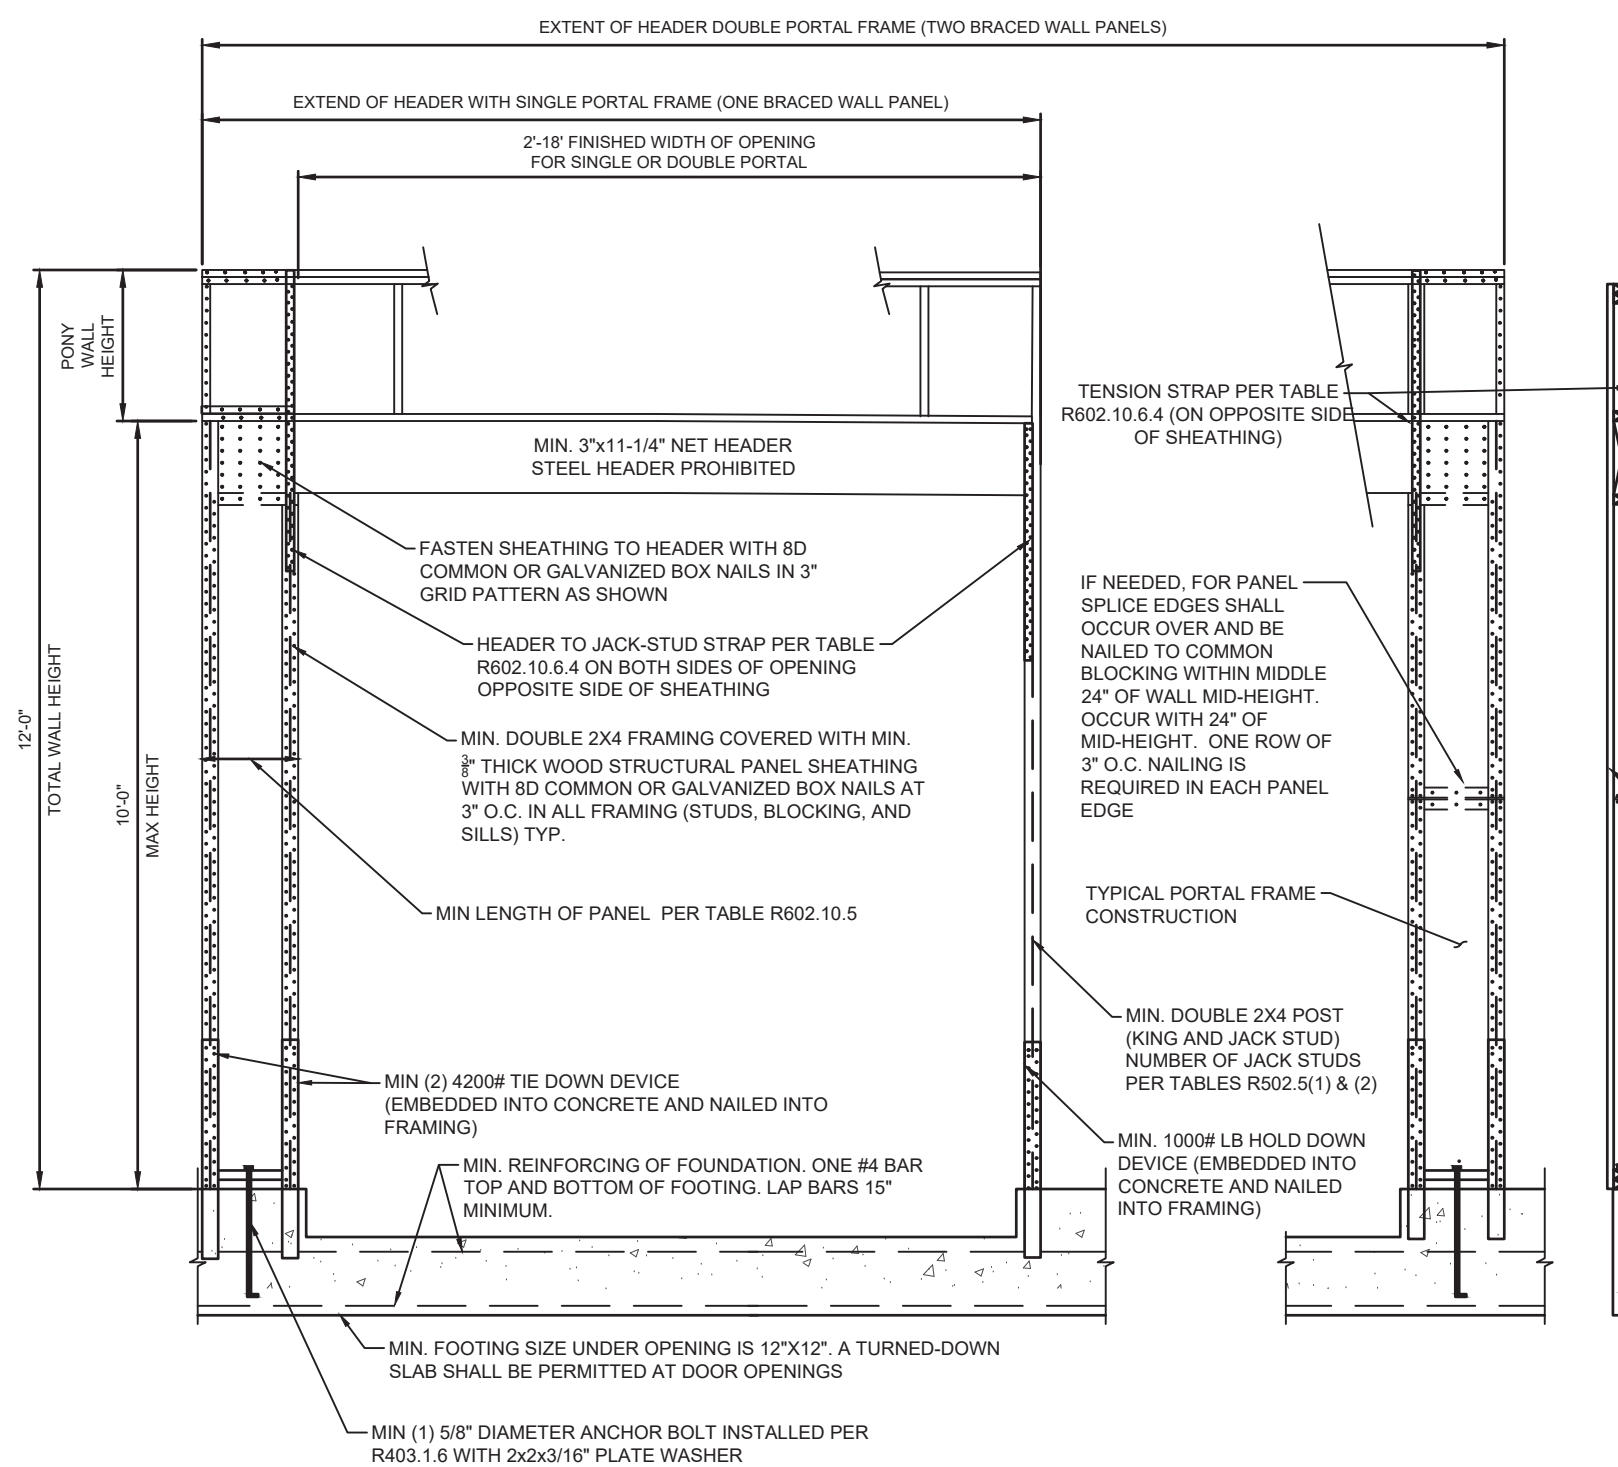 EXTENT OF HEADER DOUBLE PORTAL FRAME (TWO BRACED WALL PANELS)
EXTEND OF HEADER WITH SINGLE PORTAL FRAME (ONE BRACED WALL PANEL)
2'-18' FINISHED WIDTH OF OPENING
FOR SINGLE OR DOUBLE PORTAL
PONY
WALL
HEIGHT
12'-0"
TOTAL WALL HEIGHT
10'-0"
MAX HEIGHT
MIN. 3"x11-1/4" NET HEADER
STEEL HEADER PROHIBITED
TENSION STRAP PER TABLE
R602.10.6.4 (ON OPPOSITE SIDE
OF SHEATHING)
FASTEN SHEATHING TO HEADER WITH 8D
COMMON OR GALVANIZED BOX NAILS IN 3"
GRID PATTERN AS SHOWN
HEADER TO JACK-STUD STRAP PER TABLE
R602.10.6.4 ON BOTH SIDES OF OPENING
OPPOSITE SIDE OF SHEATHING
MIN. DOUBLE 2X4 FRAMING COVERED WITH MIN.
3/8" THICK WOOD STRUCTURAL PANEL SHEATHING
WITH 8D COMMON OR GALVANIZED BOX NAILS AT
3" O.C. IN ALL FRAMING (STUDS, BLOCKING, AND
SILLS) TYP.
IF NEEDED, FOR PANEL
SPLICE EDGES SHALL
OCCUR OVER AND BE
NAILED TO COMMON
BLOCKING WITHIN MIDDLE
24" OF WALL MID-HEIGHT.
OCCUR WITH 24" OF
MID-HEIGHT.  ONE ROW OF
3" O.C. NAILING IS
REQUIRED IN EACH PANEL
EDGE
MIN LENGTH OF PANEL  PER TABLE R602.10.5
TYPICAL PORTAL FRAME
CONSTRUCTION
MIN. DOUBLE 2X4 POST
(KING AND JACK STUD)
NUMBER OF JACK STUDS
PER TABLES R502.5(1) & (2)
MIN (2) 4200# TIE DOWN DEVICE
(EMBEDDED INTO CONCRETE AND NAILED INTO
FRAMING)
MIN. 1000# LB HOLD DOWN
DEVICE (EMBEDDED INTO
CONCRETE AND NAILED
INTO FRAMING)
MIN. REINFORCING OF FOUNDATION. ONE #4 BAR
TOP AND BOTTOM OF FOOTING. LAP BARS 15"
MINIMUM.
MIN. FOOTING SIZE UNDER OPENING IS 12"X12". A TURNED-DOWN
SLAB SHALL BE PERMITTED AT DOOR OPENINGS
MIN (1) 5/8" DIAMETER ANCHOR BOLT INSTALLED PER
R403.1.6 WITH 2x2x3/16" PLATE WASHER